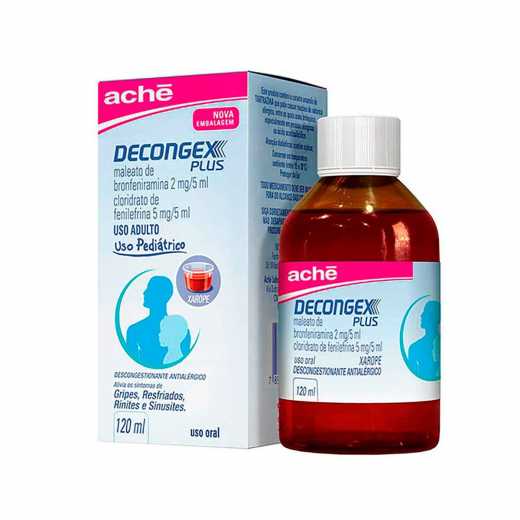 achē
NOVA
EMBALAGEM
DECONGEX
PLUS
maleato de
bronfeniramina 2 mg/5 ml
cloridrato de
fenilefrina 5 mg/5 ml
USO ADULTO
Uso Pediátrico
XAROPE
DESCONGESTIONANTE ANTIALÉRGICO
Alivia os sintomas de
Gripes, Resfriados,
Rinites e Sinusites.
120 ml
uso oral
achē
DECONGEX
PLUS
maleato de
bronfeniramina 2 mg/5 ml
cloridrato de fenilefrina 5 mg/5 ml
uso oral XAROPE
DESCONGESTIONANTE ANTIALÉRGICO
120 ml